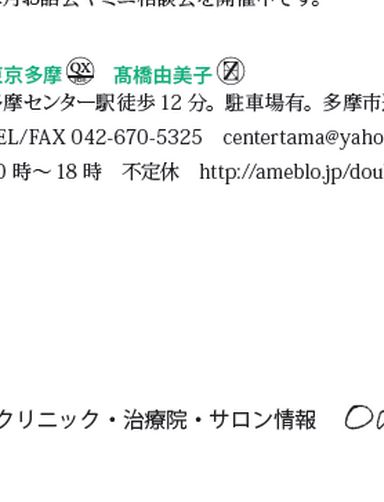 月お話会やミニ相談会を開催中です。
東京多摩 QX 髙橋由美子 Z
多摩センター駅徒歩 12 分。駐車場有。多摩市
EL/FAX 042-670-5325 centertama@yaho
0 時〜 18 時 不定休 http://ameblo.jp/dou
クリニック・治療院・サロン情報